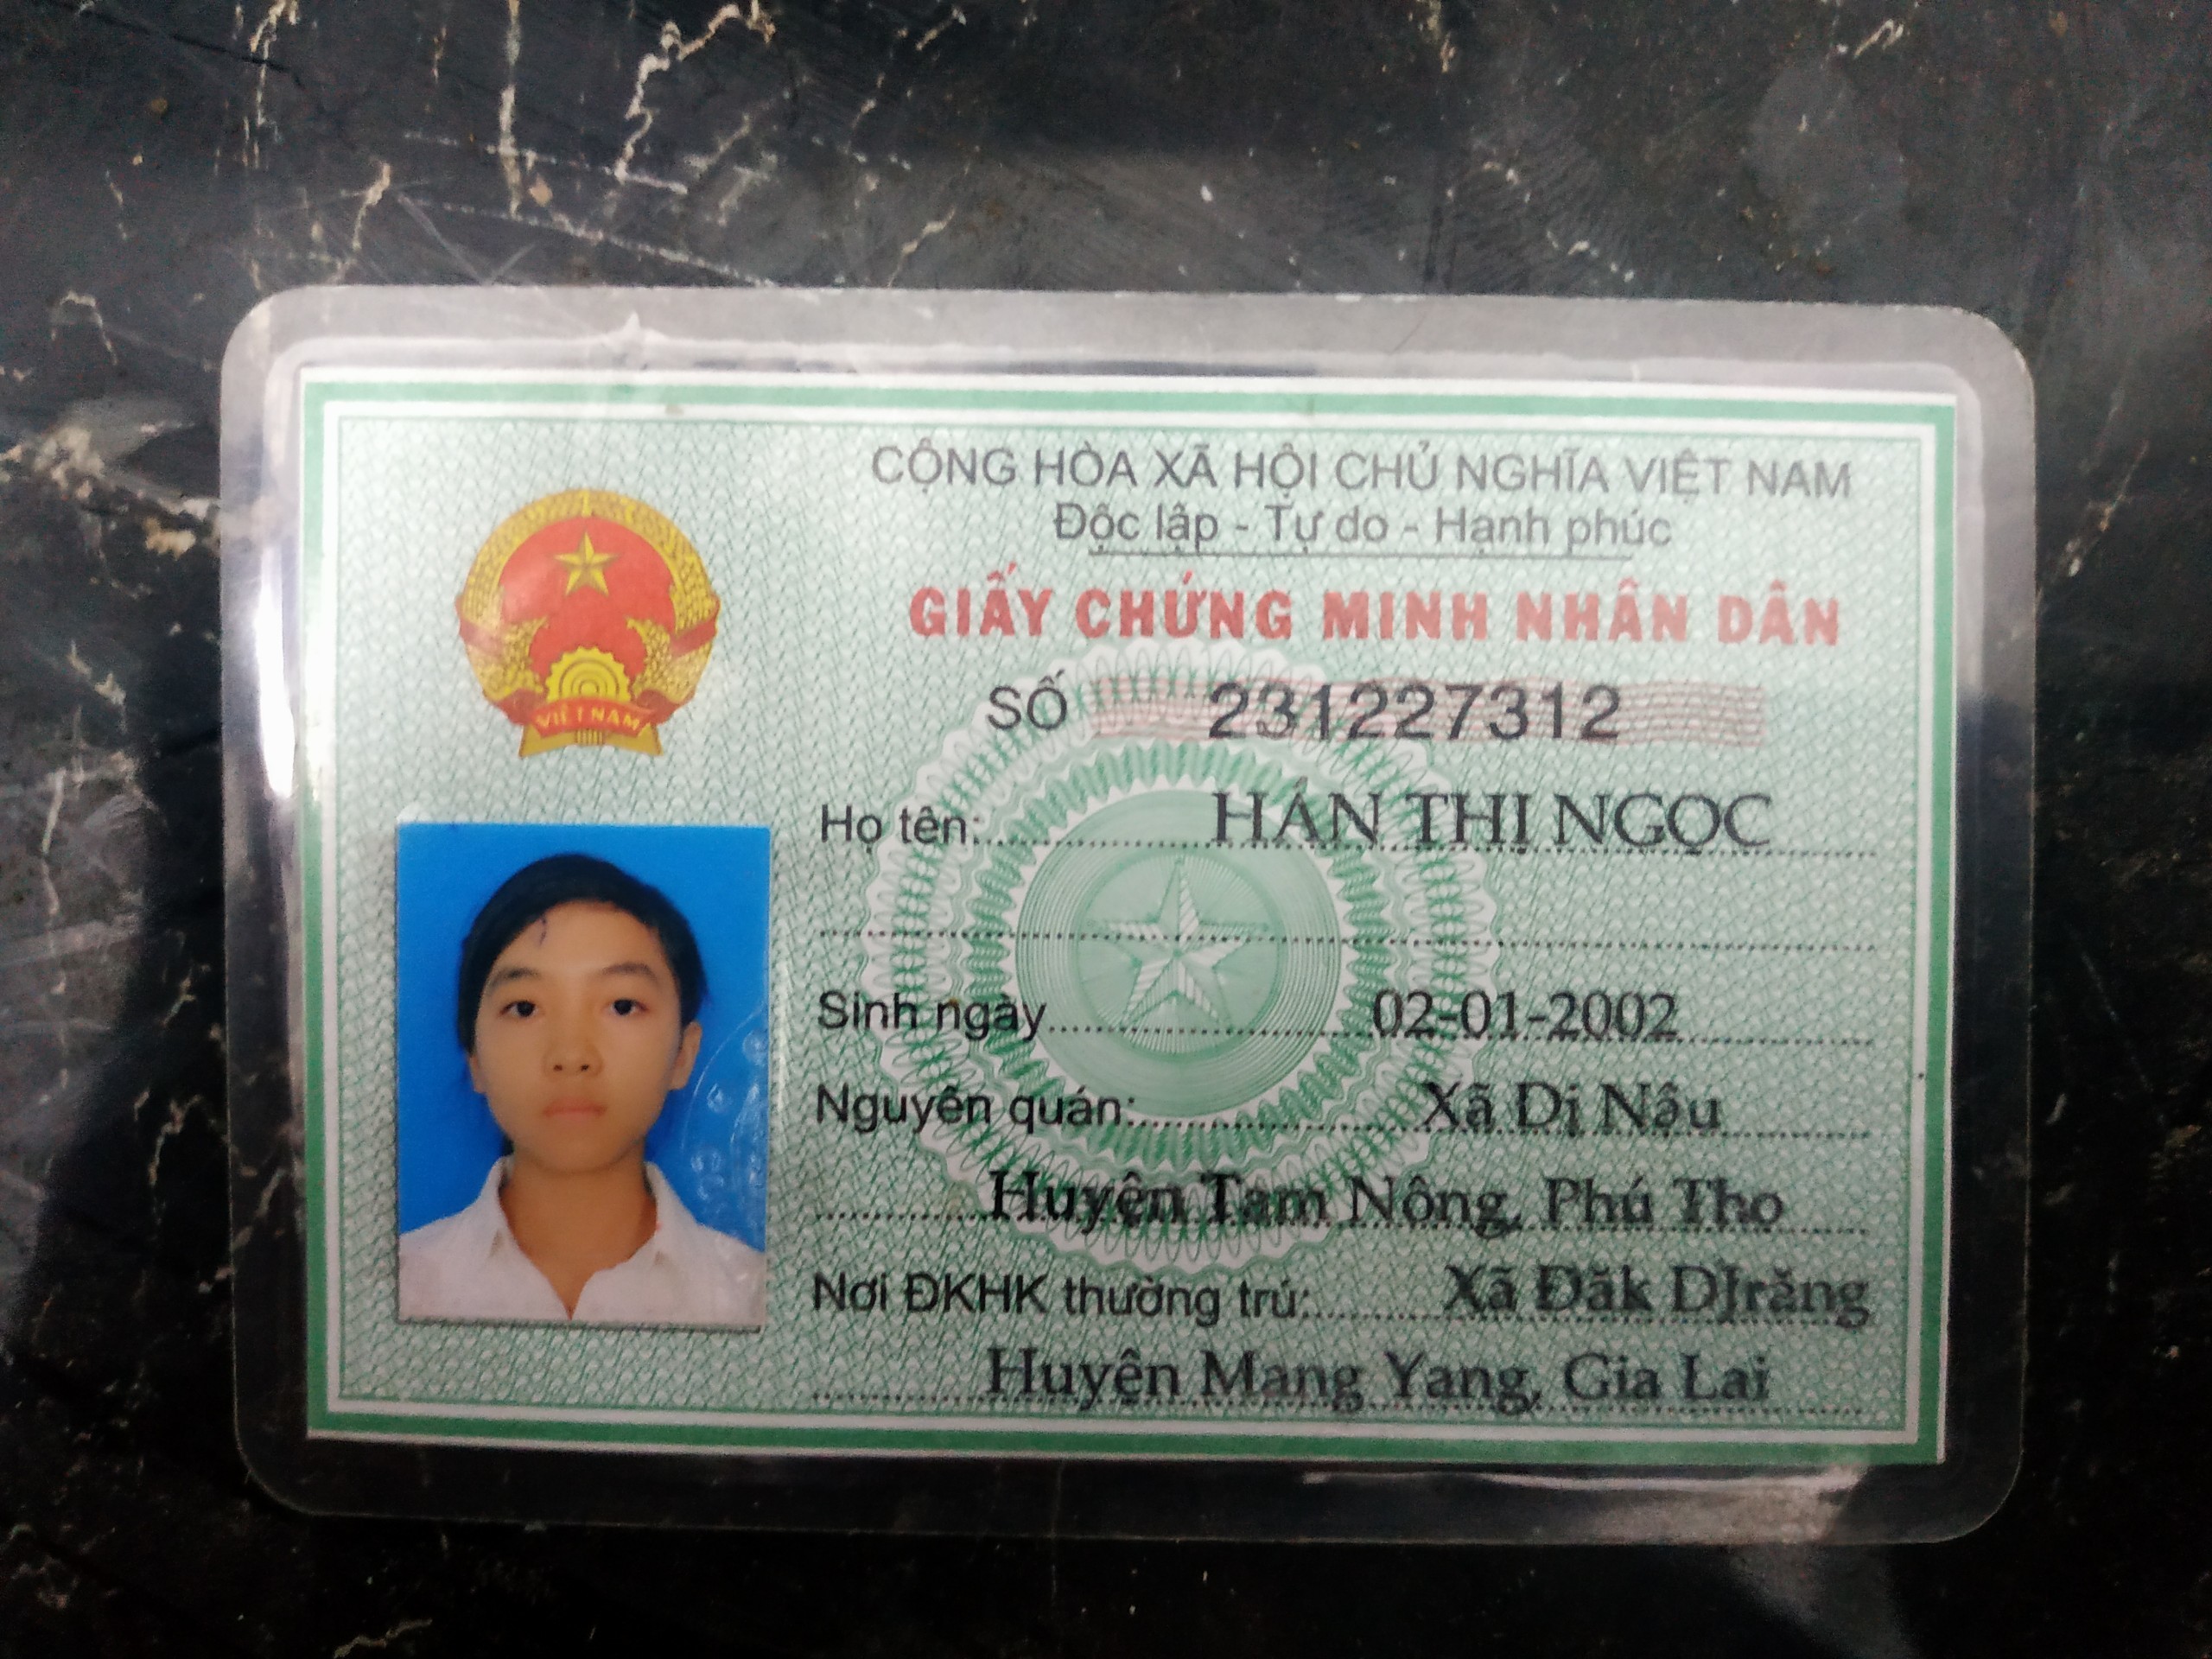 CỘNG HÒA XÃ HỘI CHỦ NGHĨA VIỆT NAM
Độc lập - Tự do - Hạnh phúc
GIẤY CHỨNG MINH NHÂN DÂN
VIỆT NAM
SỐ 231227312
Họ tên: HÁN THỊ NGỌC
Sinh ngày 02-01-2002
Nguyên quán: Xã Dị Nậu
Huyện Tam Nông, Phú Thọ
Nơi ĐKHK thường trú: Xã Đăk DJrăng
Huyện Mang Yang, Gia Lai